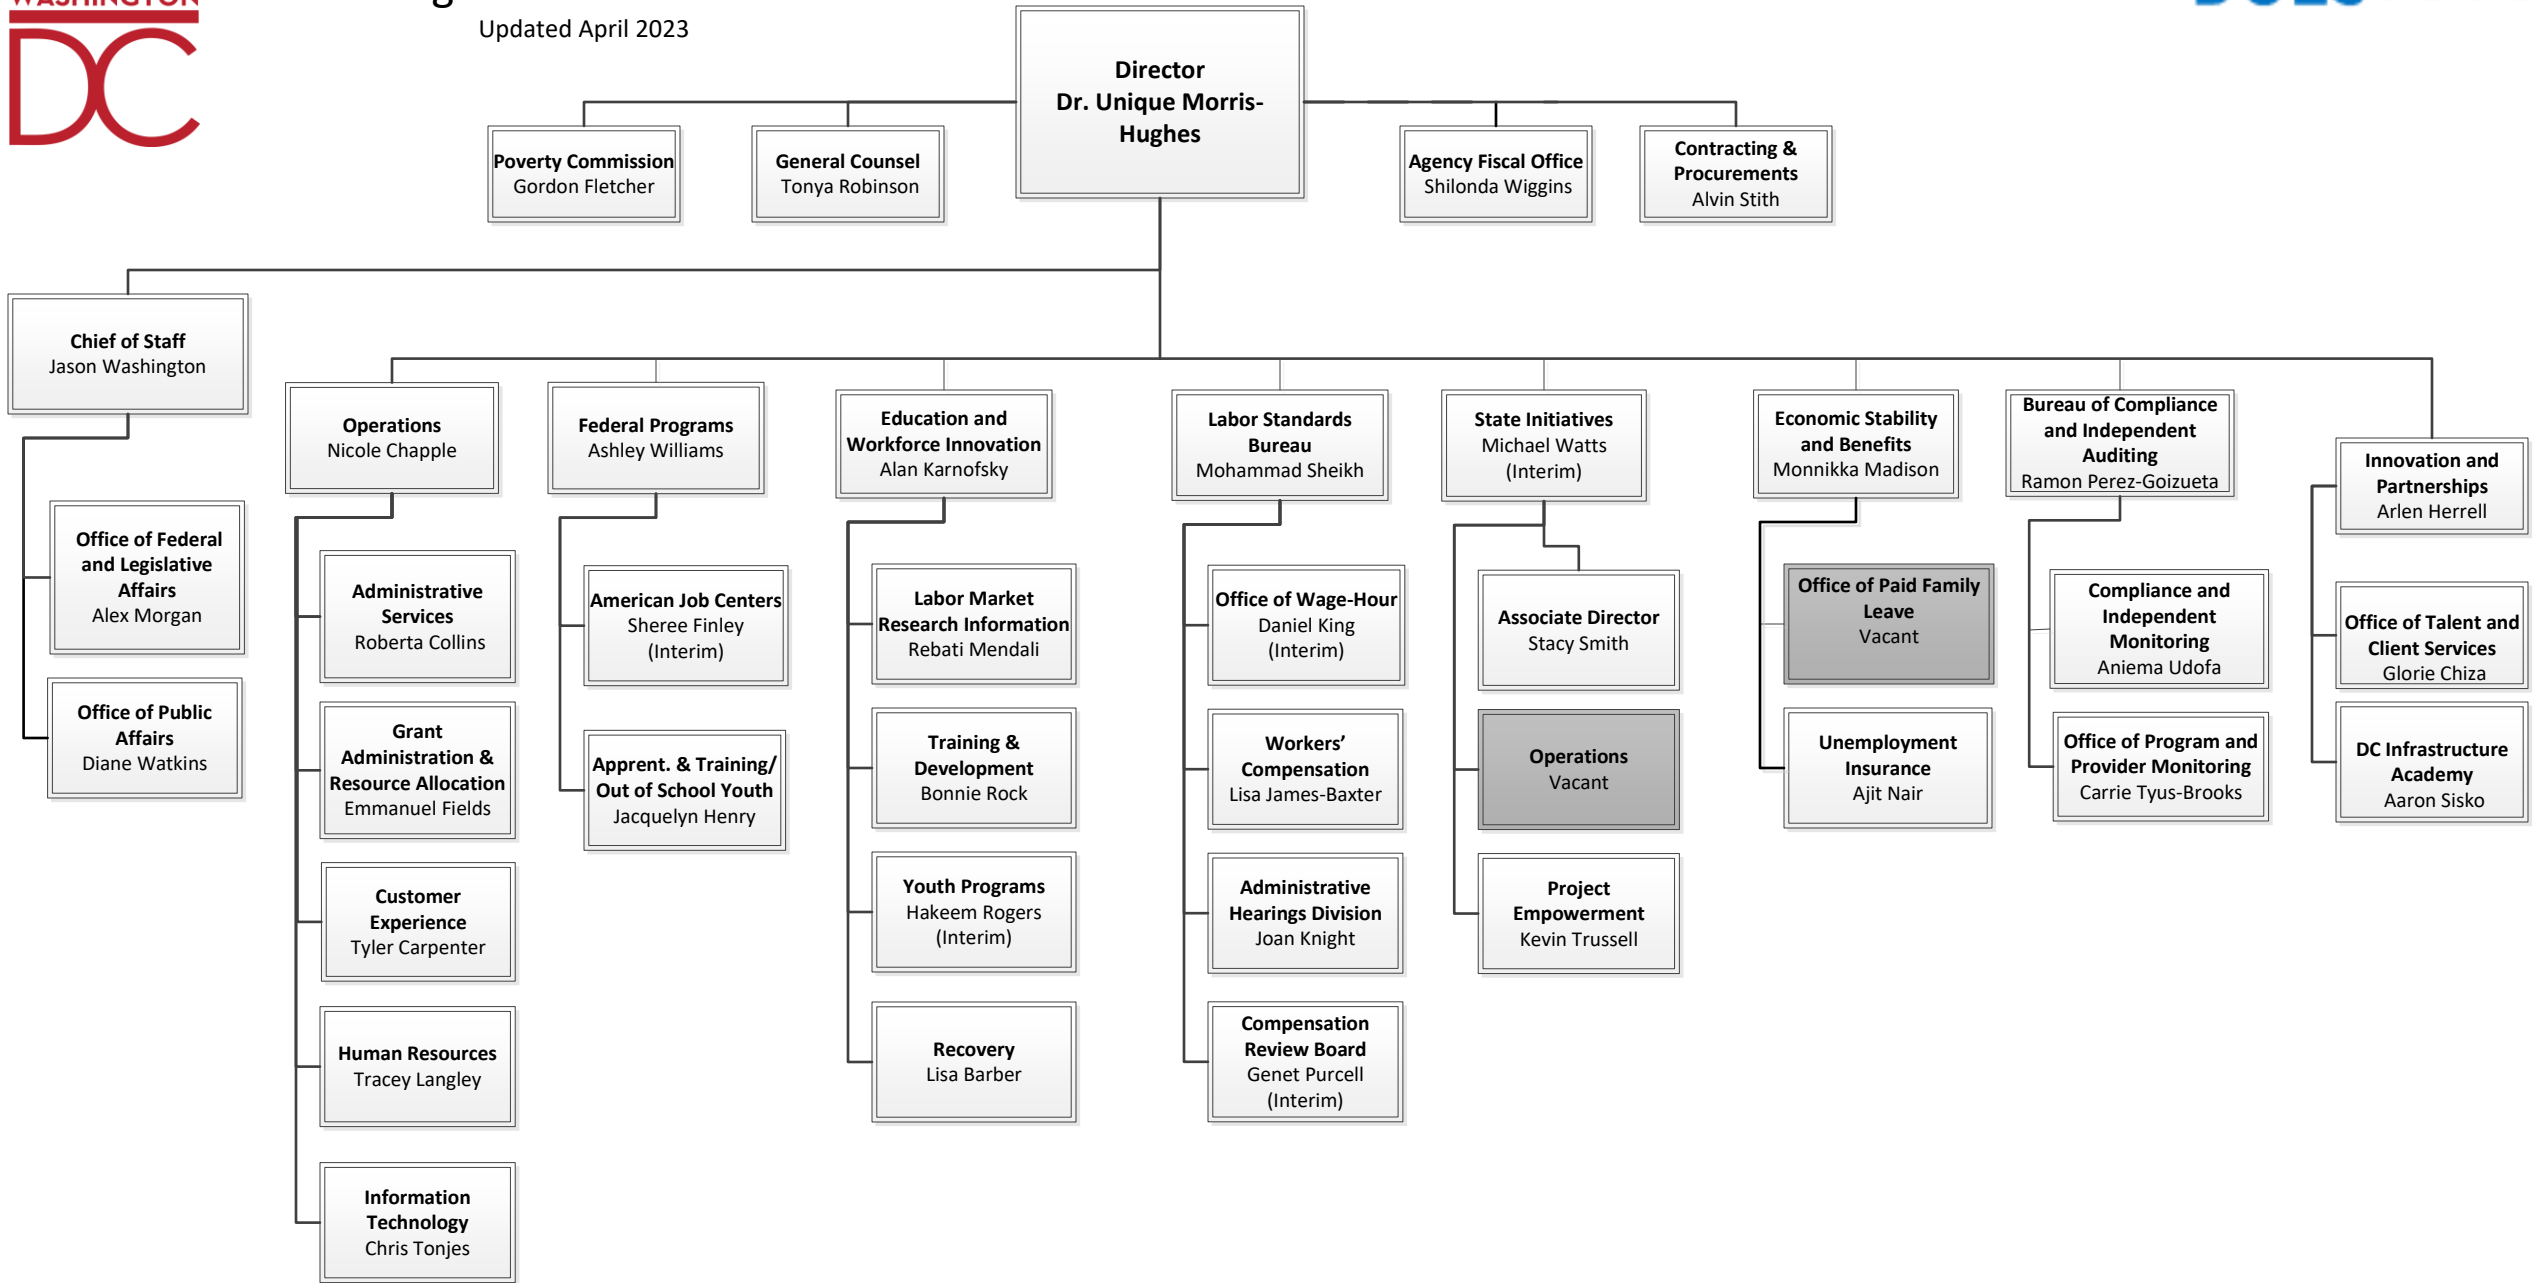 WASHINGTON
DC
Updated April 2023
Director
Dr. Unique Morris-
Hughes
Poverty Commission
Gordon Fletcher
General Counsel
Tonya Robinson
Agency Fiscal Office
Shilonda Wiggins
Contracting &
Procurements
Alvin Stith
Chief of Staff
Jason Washington
Office of Federal
and Legislative
Affairs
Alex Morgan
Office of Public
Affairs
Diane Watkins
Operations
Nicole Chapple
Administrative
Services
Roberta Collins
Grant
Administration &
Resource Allocation
Emmanuel Fields
Customer
Experience
Tyler Carpenter
Human Resources
Tracey Langley
Information
Technology
Chris Tonjes
Federal Programs
Ashley Williams
American Job Centers
Sheree Finley
(Interim)
Apprent. & Training/
Out of School Youth
Jacquelyn Henry
Education and
Workforce Innovation
Alan Karnofsky
Labor Market
Research Information
Rebati Mendali
Training &
Development
Bonnie Rock
Youth Programs
Hakeem Rogers
(Interim)
Recovery
Lisa Barber
Labor Standards
Bureau
Mohammad Sheikh
Office of Wage-Hour
Daniel King
(Interim)
Workers’
Compensation
Lisa James-Baxter
Administrative
Hearings Division
Joan Knight
Compensation
Review Board
Genet Purcell
(Interim)
State Initiatives
Michael Watts
(Interim)
Associate Director
Stacy Smith
Operations
Vacant
Project
Empowerment
Kevin Trussell
Economic Stability
and Benefits
Monnikka Madison
Office of Paid Family
Leave
Vacant
Unemployment
Insurance
Ajit Nair
Bureau of Compliance
and Independent
Auditing
Ramon Perez-Goizueta
Compliance and
Independent
Monitoring
Aniema Udofa
Office of Program and
Provider Monitoring
Carrie Tyus-Brooks
Innovation and
Partnerships
Arlen Herrell
Office of Talent and
Client Services
Glorie Chiza
DC Infrastructure
Academy
Aaron Sisko